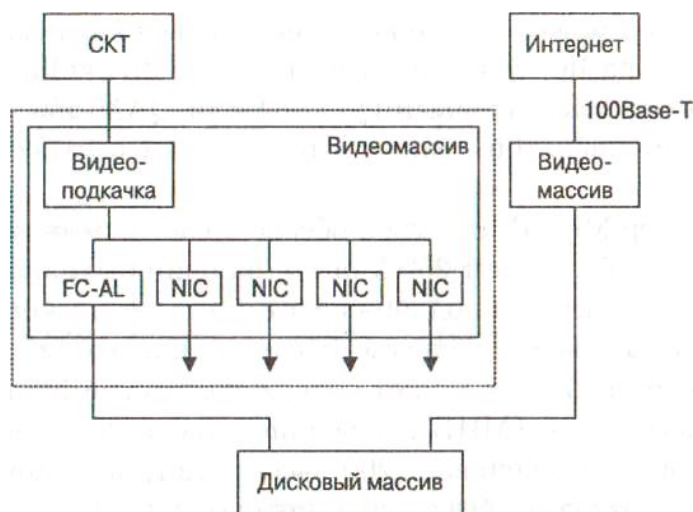 СКТ
Интернет
100Base-T
Видеомассив
Видео-
подкачка
Видео-
массив
FC-AL
NIC
NIC
NIC
NIC
Дисковый массив